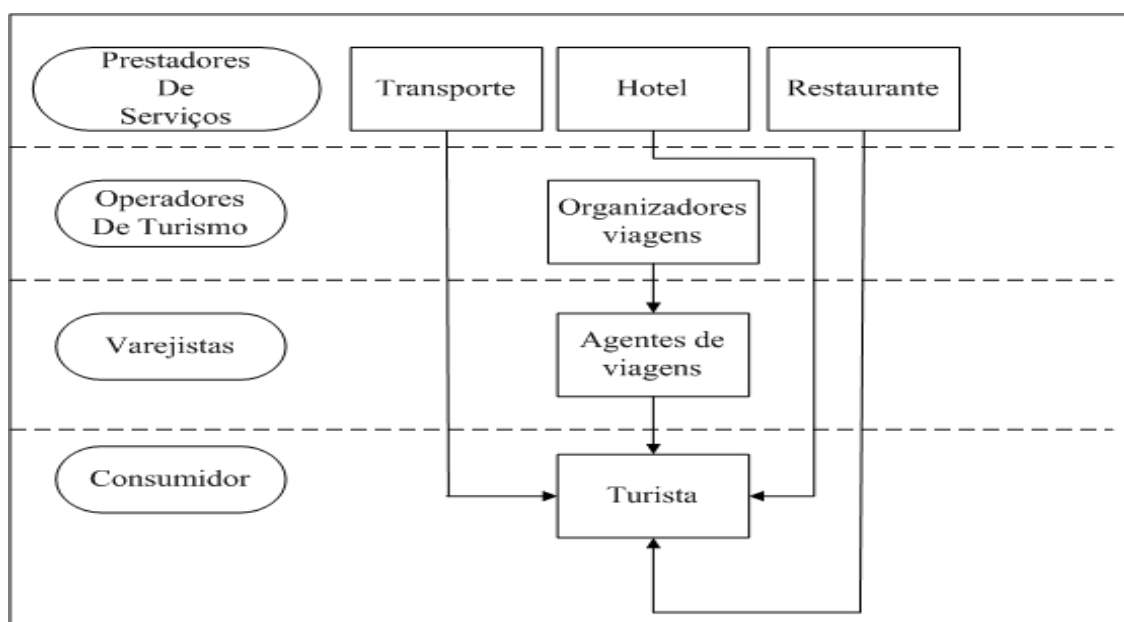 Prestadores
De
Serviços
Transporte
Hotel
Restaurante
Operadores
De Turismo
Organizadores
viagens
Varejistas
Agentes de
viagens
Consumidor
Turista